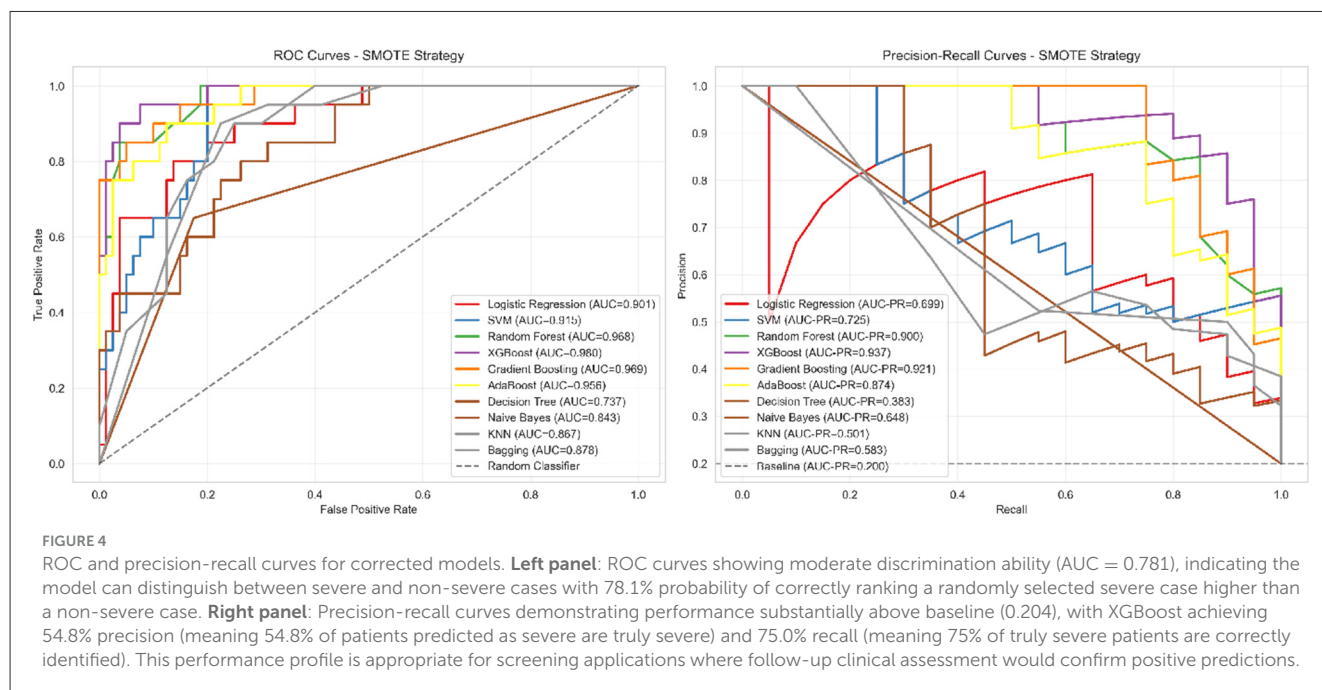 ROC Curves - SMOTE Strategy
1.0
0.8
0.6
0.4
0.2
0.0
True Positive Rate
Logistic Regression (AUC=0.901)
SVM (AUC=0.915)
Random Forest (AUC=0.968)
XGBoost (AUC=0.980)
Gradient Boosting (AUC=0.969)
AdaBoost (AUC=0.956)
Decision Tree (AUC=0.737)
Naive Bayes (AUC=0.843)
KNN (AUC=0.867)
Bagging (AUC=0.878)
Random Classifier
0.0 0.2 0.4 0.6 0.8 1.0
False Positive Rate
Precision-Recall Curves - SMOTE Strategy
1.0
0.9
0.8
0.7
0.6
0.5
0.4
0.3
0.2
Precision
Logistic Regression (AUC-PR=0.699)
SVM (AUC-PR=0.725)
Random Forest (AUC-PR=0.900)
XGBoost (AUC-PR=0.937)
Gradient Boosting (AUC-PR=0.921)
AdaBoost (AUC-PR=0.874)
Decision Tree (AUC-PR=0.383)
Naive Bayes (AUC-PR=0.648)
KNN (AUC-PR=0.501)
Bagging (AUC-PR=0.583)
Baseline (AUC-PR=0.200)
0.0 0.2 0.4 0.6 0.8 1.0
Recall
FIGURE 4
ROC and precision-recall curves for corrected models. Left panel: ROC curves showing moderate discrimination ability (AUC = 0.781), indicating the
model can distinguish between severe and non-severe cases with 78.1% probability of correctly ranking a randomly selected severe case higher than
a non-severe case. Right panel: Precision-recall curves demonstrating performance substantially above baseline (0.204), with XGBoost achieving
54.8% precision (meaning 54.8% of patients predicted as severe are truly severe) and 75.0% recall (meaning 75% of truly severe patients are correctly
identified). This performance profile is appropriate for screening applications where follow-up clinical assessment would confirm positive predictions.